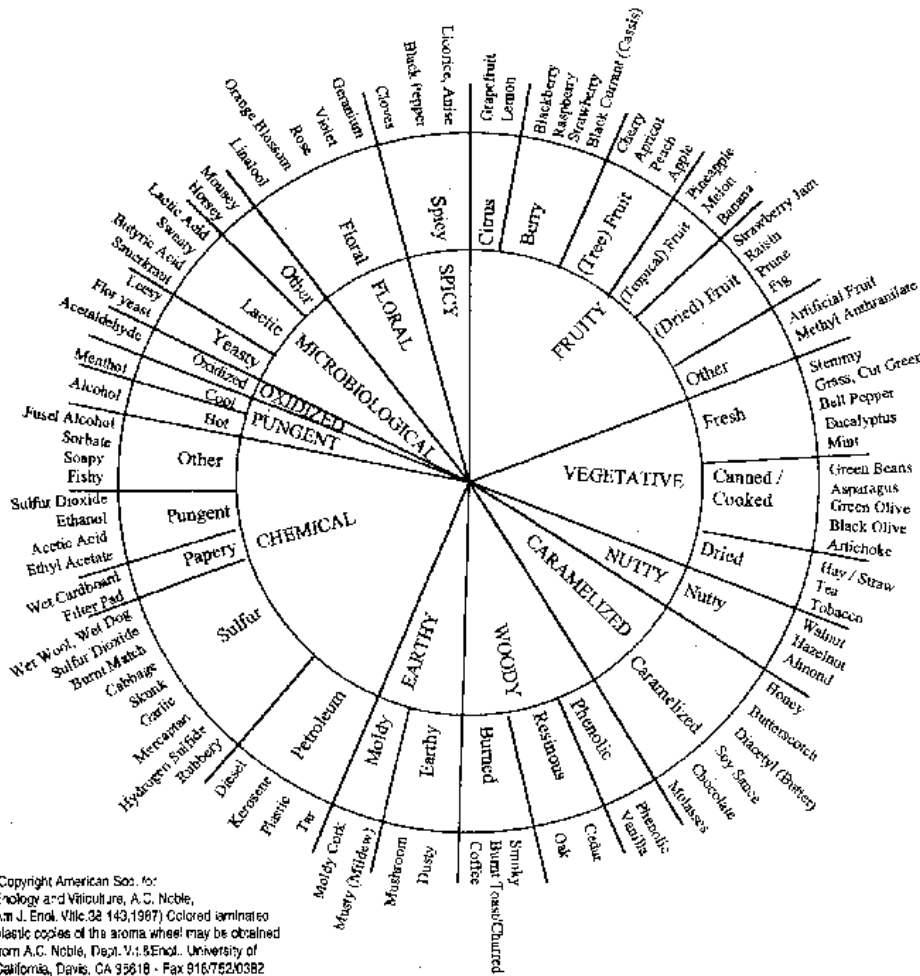 Licorice, Anise
Black Pepper
Cloves
Geranium
Violet
Rose
Orange Blossom
Linalool
Mousey
Horsey
Lactic Acid
Sweaty
Butyric Acid
Sauerkraut
Leesy
Flor yeast
Acetaldehyde
Menthol
Alcohol
Fusel Alcohol
Sorbate
Soapy
Fishy
Sulfur Dioxide
Ethanol
Acetic Acid
Ethyl Acetate
Wet Cardboard
Filter Pad
Wet Wool, Wet Dog
Sulfur Dioxide
Burnt Match
Cabbage
Skunk
Garlic
Mercaptan
Hydrogen Sulfide
Rubbery
Diesel
Kerosene
Plastic
Tar
Moldy Cork
Musty (Mildew)
Mushroom
Dusty
Coffee
Burnt Toast/Charred
Smoky
Oak
Cedar
Vanilla
Phenolic
Molasses
Chocolate
Soy Sauce
Diacetyl (Butter)
Butterscotch
Honey
Almond
Hazelnut
Walnut
Tobacco
Tea
Hay / Straw
Artichoke
Black Olive
Green Olive
Asparagus
Green Beans
Mint
Eucalyptus
Bell Pepper
Grass, Cut Green
Stemmy
Methyl Anthranilate
Artificial Fruit
Fig
Prune
Raisin
Strawberry Jam
Banana
Melon
Pineapple
Apple
Peach
Apricot
Cherry
Black Currant (Cassis)
Strawberry
Raspberry
Blackberry
Lemon
Grapefruit
Spicy
Floral
Other
Lactic
Yeasty
Oxidized
Cool
Hot
Other
Pungent
Papery
Sulfur
Petroleum
Moldy
Earthy
Burned
Resinous
Phenolic
Caramelized
Nutty
Dried
Canned /
Cooked
Fresh
Other
(Dried) Fruit
(Tropical) Fruit
(Tree) Fruit
Berry
Citrus
SPICY
FLORAL
MICROBIOLOGICAL
OXIDIZED
PUNGENT
CHEMICAL
EARTHY
WOODY
CARAMELIZED
NUTTY
VEGETATIVE
FRUITY
Copyright American Soc. for
Enology and Viticulture, A.C. Noble,
Am J. Enol. Vitic.38 143,1987) Colored laminated
plastic copies of the aroma wheel may be obtained
from A.C. Noble, Dept. Vit.&Enol.. University of
California, Davis, CA 95616 - Fax 916/752/0382